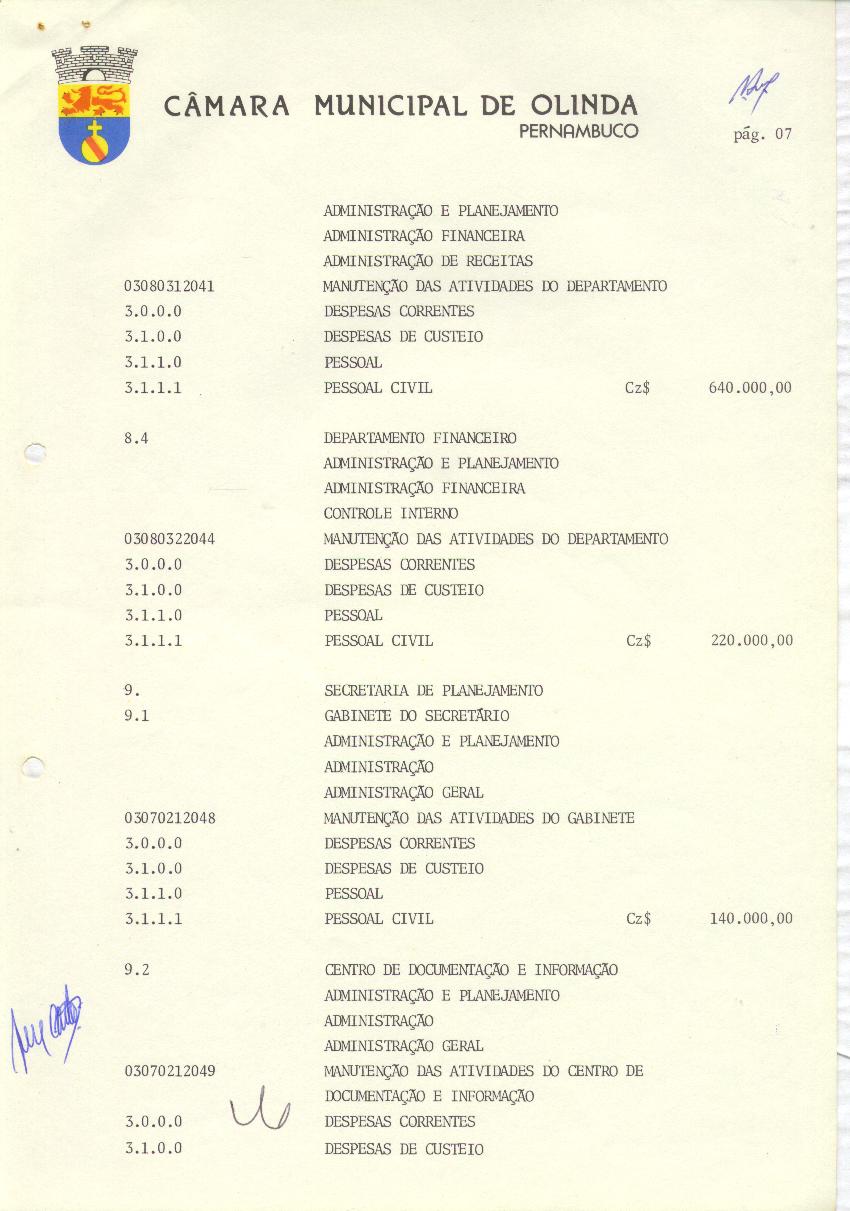 CÂMARA MUNICIPAL DE OLINDA
PERNAMBUCO
pág. 07
ADMINISTRAÇÃO E PLANEJAMENTO
ADMINISTRAÇÃO FINANCEIRA
ADMINISTRAÇÃO DE RECEITAS
03080312041 MANUTENÇÃO DAS ATIVIDADES DO DEPARTAMENTO
3.0.0.0 DESPESAS CORRENTES
3.1.0.0 DESPESAS DE CUSTEIO
3.1.1.0 PESSOAL
3.1.1.1 PESSOAL CIVIL Cz$ 640.000,00
8.4 DEPARTAMENTO FINANCEIRO
ADMINISTRAÇÃO E PLANEJAMENTO
ADMINISTRAÇÃO FINANCEIRA
CONTROLE INTERNO
03080322044 MANUTENÇÃO DAS ATIVIDADES DO DEPARTAMENTO
3.0.0.0 DESPESAS CORRENTES
3.1.0.0 DESPESAS DE CUSTEIO
3.1.1.0 PESSOAL
3.1.1.1 PESSOAL CIVIL Cz$ 220.000,00
9. SECRETARIA DE PLANEJAMENTO
9.1 GABINETE DO SECRETÁRIO
ADMINISTRAÇÃO E PLANEJAMENTO
ADMINISTRAÇÃO
ADMINISTRAÇÃO GERAL
03070212048 MANUTENÇÃO DAS ATIVIDADES DO GABINETE
3.0.0.0 DESPESAS CORRENTES
3.1.0.0 DESPESAS DE CUSTEIO
3.1.1.0 PESSOAL
3.1.1.1 PESSOAL CIVIL Cz$ 140.000,00
9.2 CENTRO DE DOCUMENTAÇÃO E INFORMAÇÃO
ADMINISTRAÇÃO E PLANEJAMENTO
ADMINISTRAÇÃO
ADMINISTRAÇÃO GERAL
03070212049 MANUTENÇÃO DAS ATIVIDADES DO CENTRO DE
DOCUMENTAÇÃO E INFORMAÇÃO
3.0.0.0 DESPESAS CORRENTES
3.1.0.0 DESPESAS DE CUSTEIO